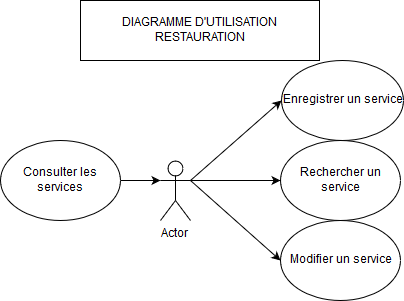 DIAGRAMME D'UTILISATION
RESTAURATION
Enregistrer un service
Consulter les
services
Rechercher un
service
Actor
Modifier un service